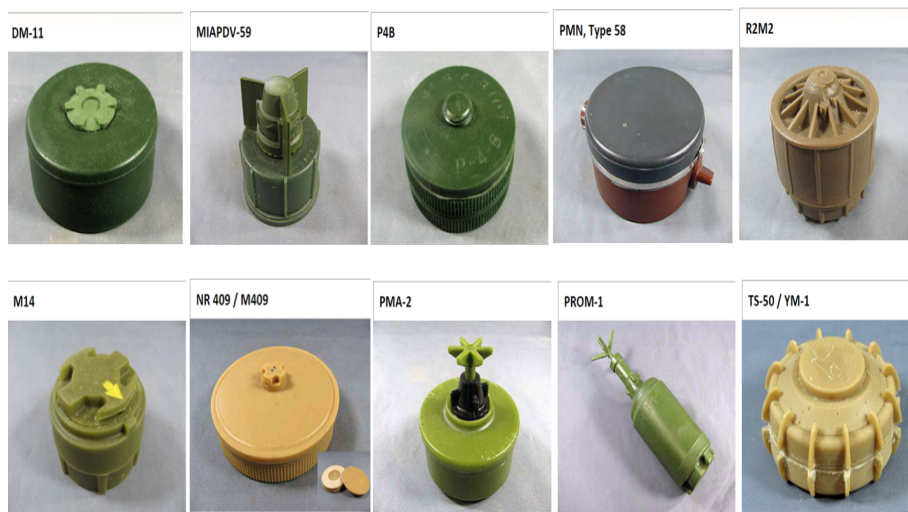 DM-11
MIAPDV-59
P4B
PMN, Type 58
R2M2
P-4-B
M14
NR 409 / M409
PMA-2
PROM-1
TS-50 / YM-1